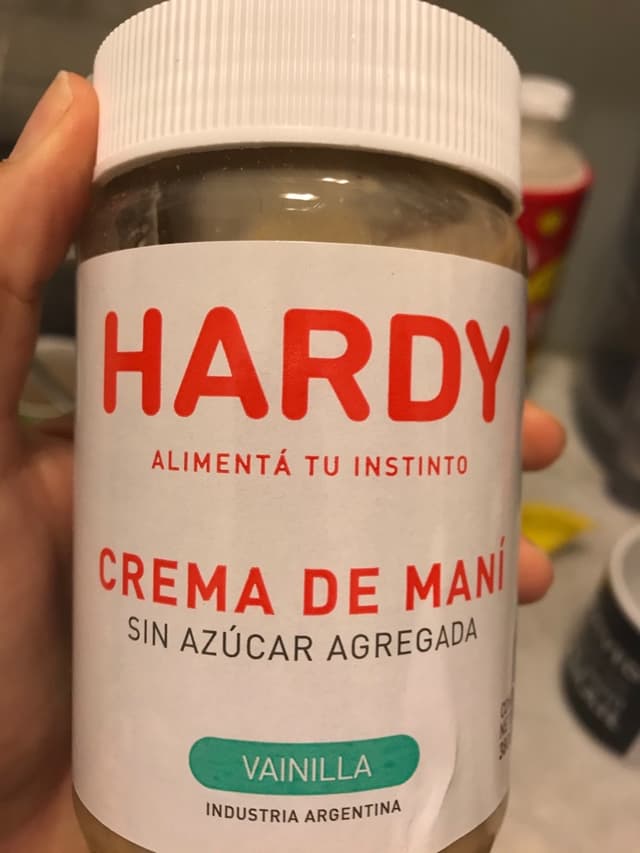 HARDY
ALIMENTÁ TU INSTINTO
CREMA DE MANÍ
SIN AZÚCAR AGREGADA
VAINILLA
INDUSTRIA ARGENTINA